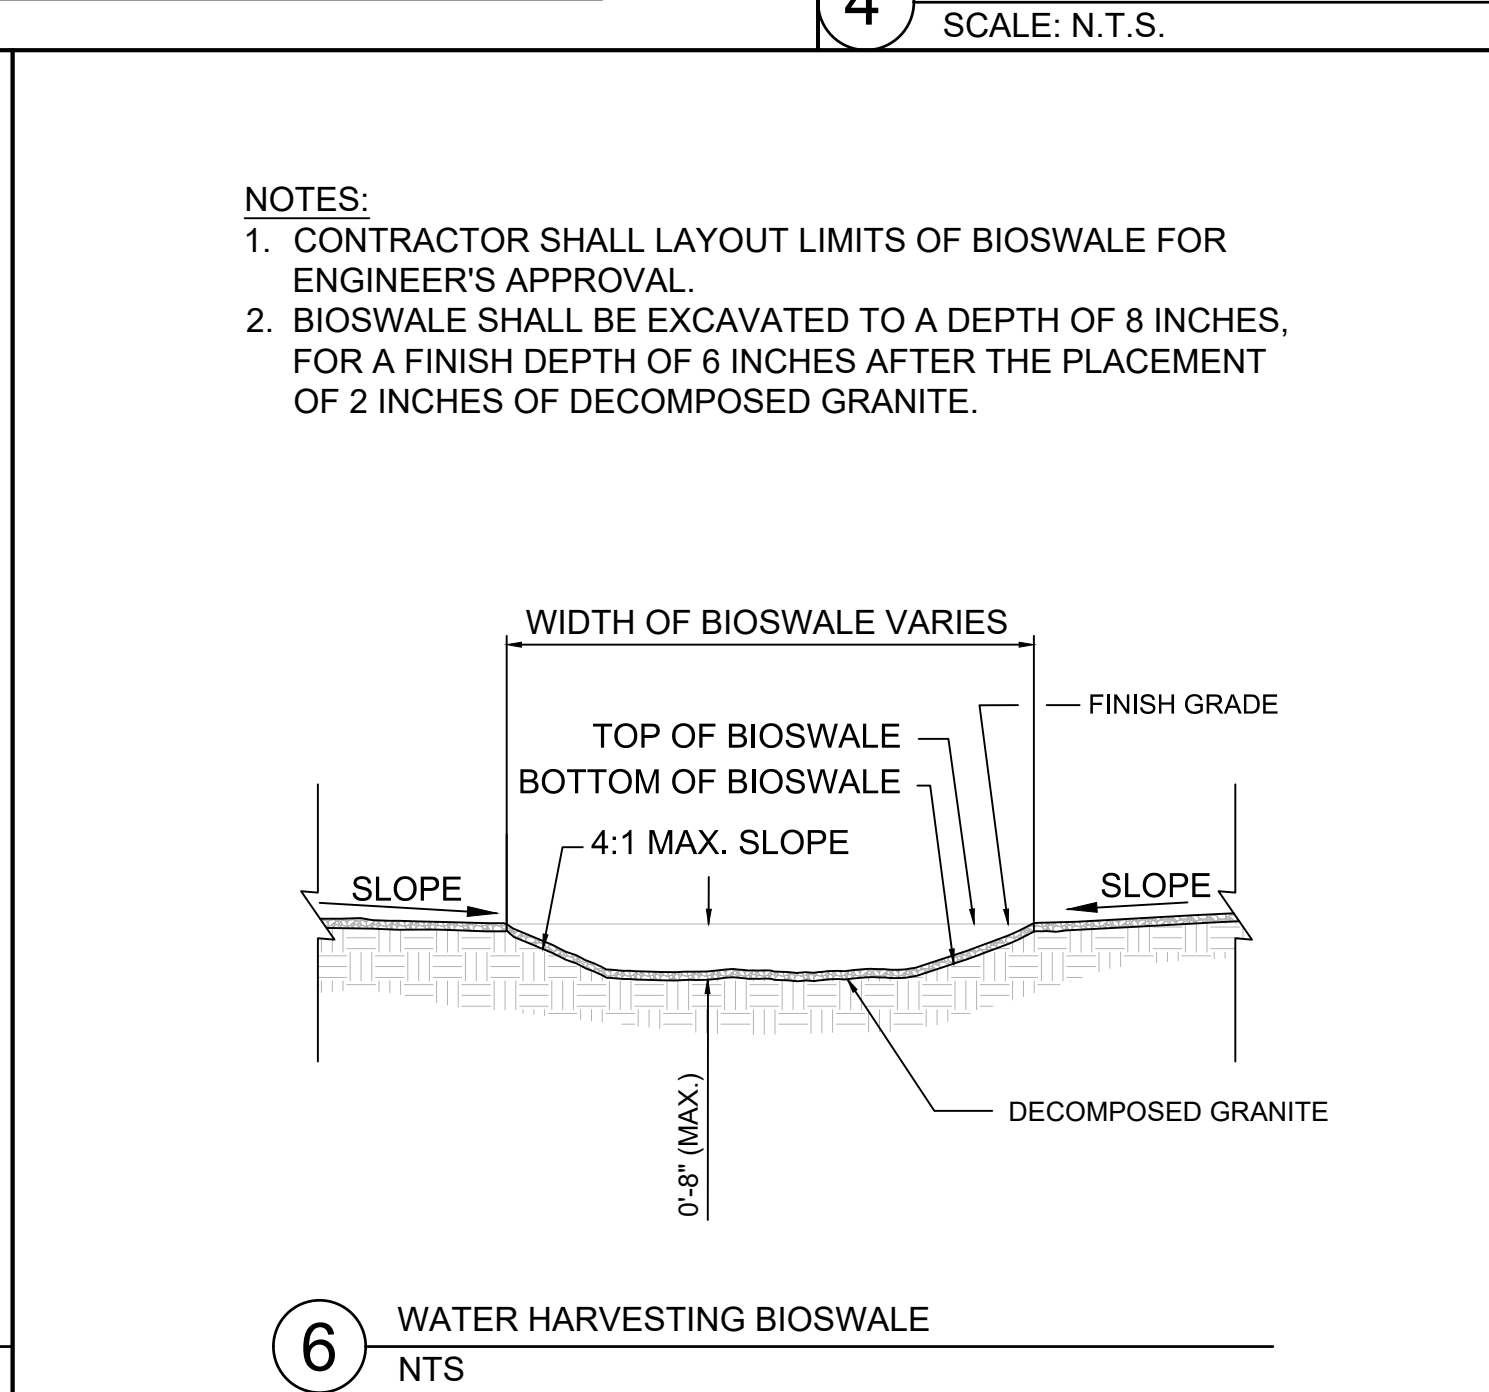 4
SCALE: N.T.S.
NOTES:
1. CONTRACTOR SHALL LAYOUT LIMITS OF BIOSWALE FOR
ENGINEER'S APPROVAL.
2. BIOSWALE SHALL BE EXCAVATED TO A DEPTH OF 8 INCHES,
FOR A FINISH DEPTH OF 6 INCHES AFTER THE PLACEMENT
OF 2 INCHES OF DECOMPOSED GRANITE.
WIDTH OF BIOSWALE VARIES
FINISH GRADE
TOP OF BIOSWALE
BOTTOM OF BIOSWALE
4:1 MAX. SLOPE
SLOPE
SLOPE
0'-8" (MAX.)
DECOMPOSED GRANITE
6
WATER HARVESTING BIOSWALE
NTS